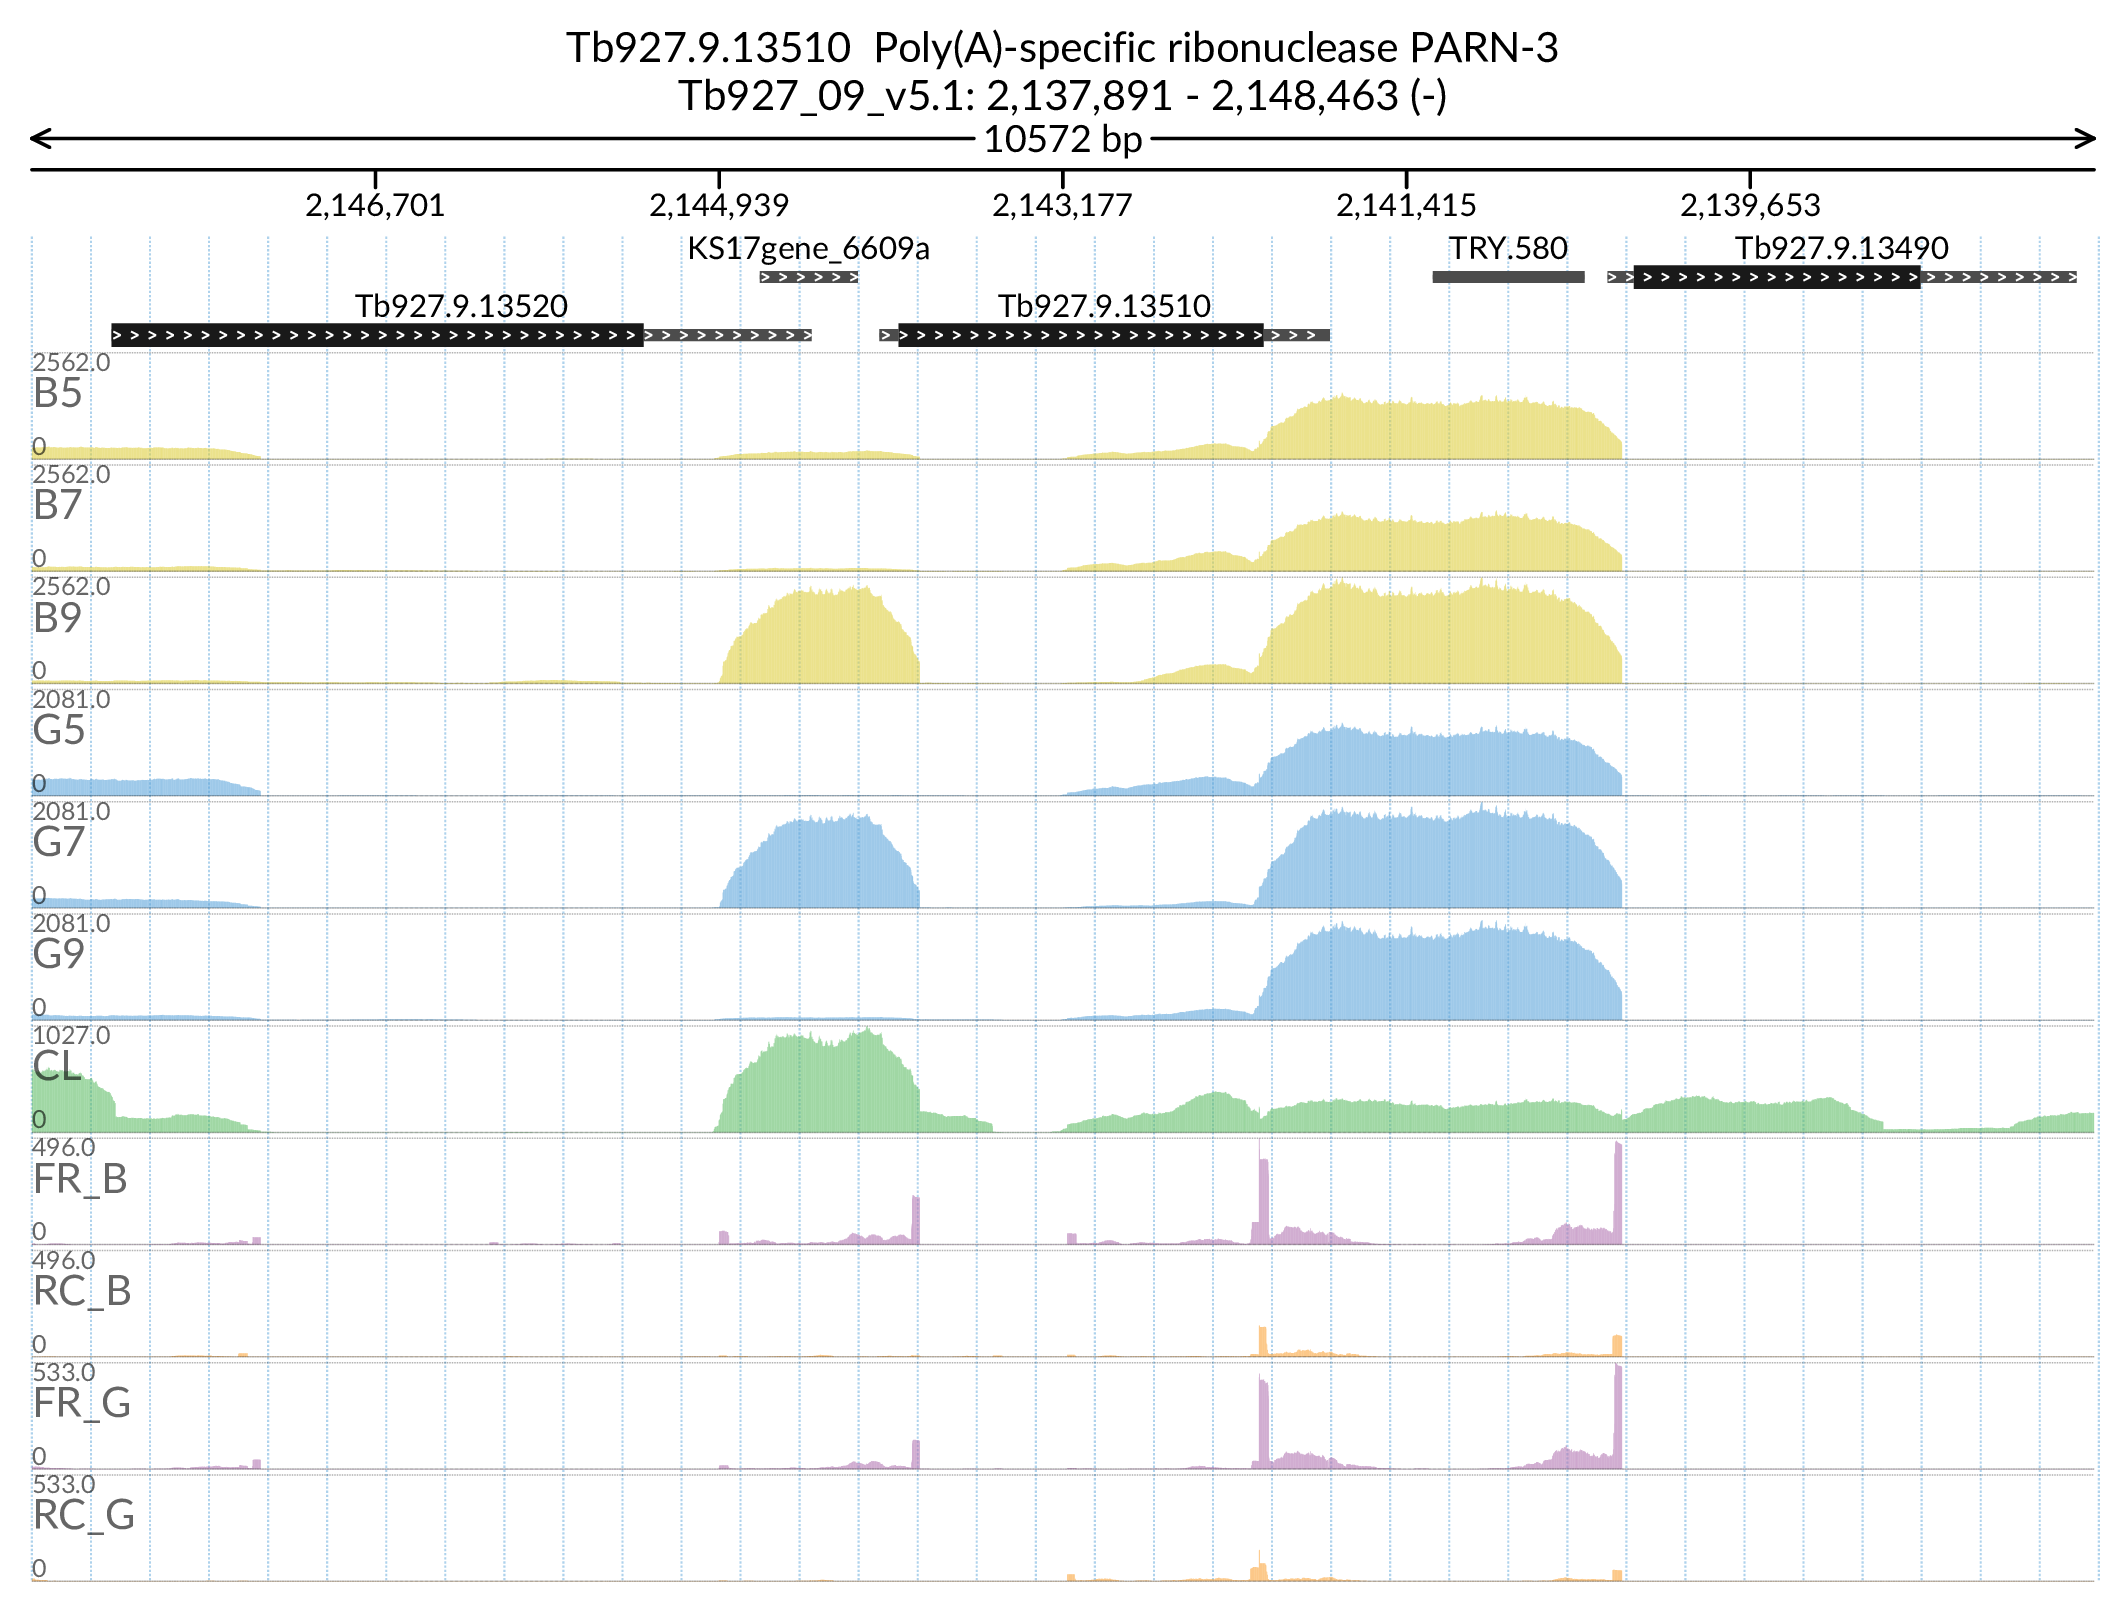 Tb927.9.13510  Poly(A)-specific ribonuclease PARN-3
Tb927_09_v5.1: 2,137,891 - 2,148,463 (-)
10572 bp
2,146,701 2,144,939 2,143,177 2,141,415 2,139,653
KS17gene_6609a TRY.580 Tb927.9.13490
Tb927.9.13520 Tb927.9.13510
2562.0
B5
0
2562.0
B7
0
2562.0
B9
0
2081.0
G5
0
2081.0
G7
0
2081.0
G9
0
1027.0
CL
0
496.0
FR_B
0
496.0
RC_B
0
533.0
FR_G
0
533.0
RC_G
0